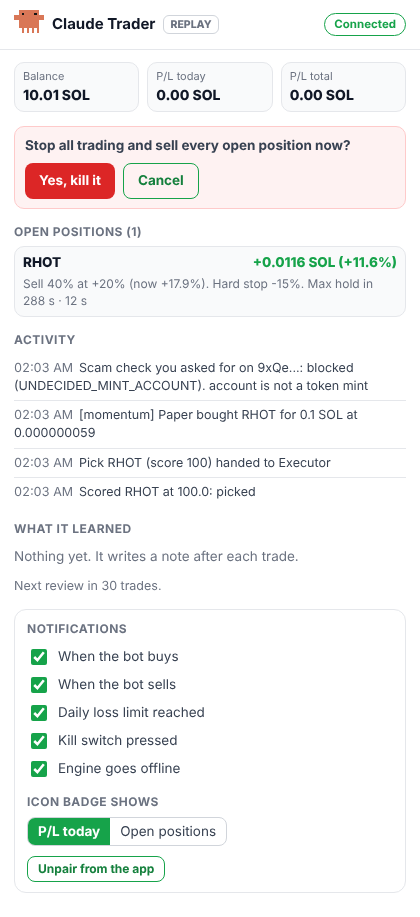 Claude Trader REPLAY Connected
Balance P/L today P/L total
10.01 SOL 0.00 SOL 0.00 SOL
Stop all trading and sell every open position now?
Yes, kill it Cancel
OPEN POSITIONS (1)
RHOT +0.0116 SOL (+11.6%)
Sell 40% at +20% (now +17.9%). Hard stop -15%. Max hold in
288 s · 12 s
ACTIVITY
02:03 AM Scam check you asked for on 9xQe...: blocked
(UNDECIDED_MINT_ACCOUNT). account is not a token mint
02:03 AM [momentum] Paper bought RHOT for 0.1 SOL at
0.000000059
02:03 AM Pick RHOT (score 100) handed to Executor
02:03 AM Scored RHOT at 100.0: picked
WHAT IT LEARNED
Nothing yet. It writes a note after each trade.
Next review in 30 trades.
NOTIFICATIONS
When the bot buys
When the bot sells
Daily loss limit reached
Kill switch pressed
Engine goes offline
ICON BADGE SHOWS
P/L today Open positions
Unpair from the app